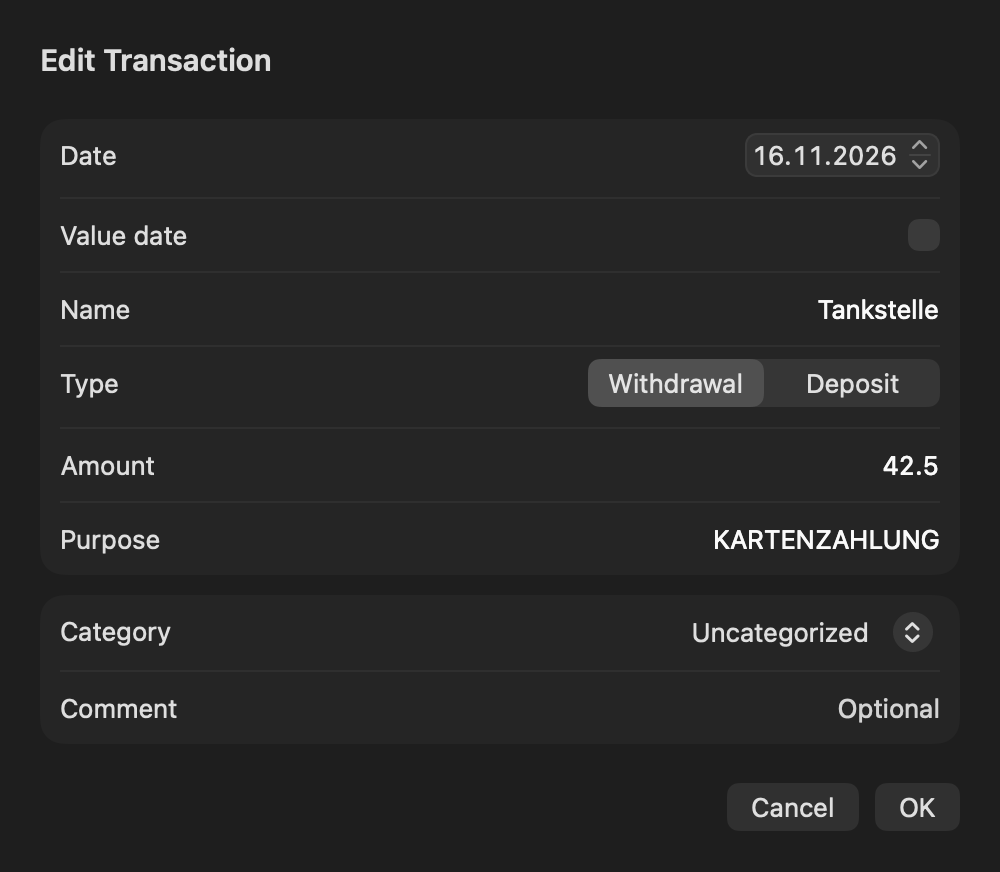 Edit Transaction
Date 16.11.2026
Value date
Name Tankstelle
Type Withdrawal Deposit
Amount 42.5
Purpose KARTENZAHLUNG
Category Uncategorized
Comment Optional
Cancel OK